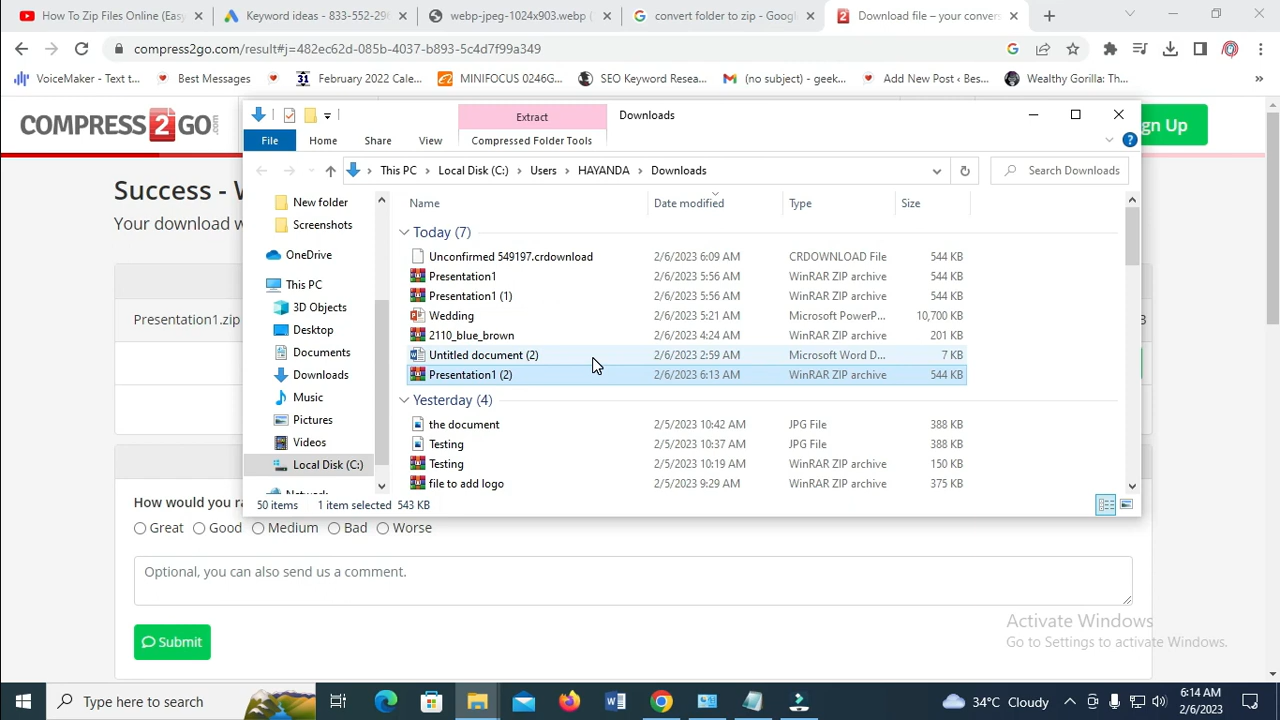 How To Zip Files Online (Easy
Keyword ideas - 833-552-290
webp-jpeg-1024x903.webp (
convert folder to zip - Googl
Download file – your conver
compress2go.com/result#j=482ec62d-085b-4037-b893-5c4d7f99a349
VoiceMaker - Text t...
Best Messages
31
February 2022 Cale...
MINIFOCUS 0246G...
SEO Keyword Resea...
(no subject) - geek...
Add New Post ‹ Bes...
Wealthy Gorilla: Th...
»
COMPRESS2GO.com
gn Up
Extract
Downloads
File
Home
Share
View
Compressed Folder Tools
This PC
Local Disk (C:)
Users
HAYANDA
Downloads
Search Downloads
Success - W
Your download w
Presentation1.zip
3 KB
New folder
Screenshots
OneDrive
This PC
3D Objects
Desktop
Documents
Downloads
Music
Pictures
Videos
Local Disk (C:)
Network
Name
Date modified
Type
Size
Today (7)
Unconfirmed 549197.crdownload 2/6/2023 6:09 AM CRDOWNLOAD File 544 KB
Presentation1 2/6/2023 5:56 AM WinRAR ZIP archive 544 KB
Presentation1 (1) 2/6/2023 5:56 AM WinRAR ZIP archive 544 KB
Wedding 2/6/2023 5:21 AM Microsoft PowerP... 10,700 KB
2110_blue_brown 2/6/2023 4:24 AM WinRAR ZIP archive 201 KB
Untitled document (2) 2/6/2023 2:59 AM Microsoft Word D... 7 KB
Presentation1 (2) 2/6/2023 6:13 AM WinRAR ZIP archive 544 KB
Yesterday (4)
the document 2/5/2023 10:42 AM JPG File 388 KB
Testing 2/5/2023 10:37 AM JPG File 388 KB
Testing 2/5/2023 10:19 AM WinRAR ZIP archive 150 KB
file to add logo 2/5/2023 9:29 AM WinRAR ZIP archive 375 KB
50 items 1 item selected 543 KB
How would you ra
Great
Good
Medium
Bad
Worse
Optional, you can also send us a comment.
Submit
Activate Windows
Go to Settings to activate Windows.
Type here to search
34°C Cloudy
6:14 AM
2/6/2023